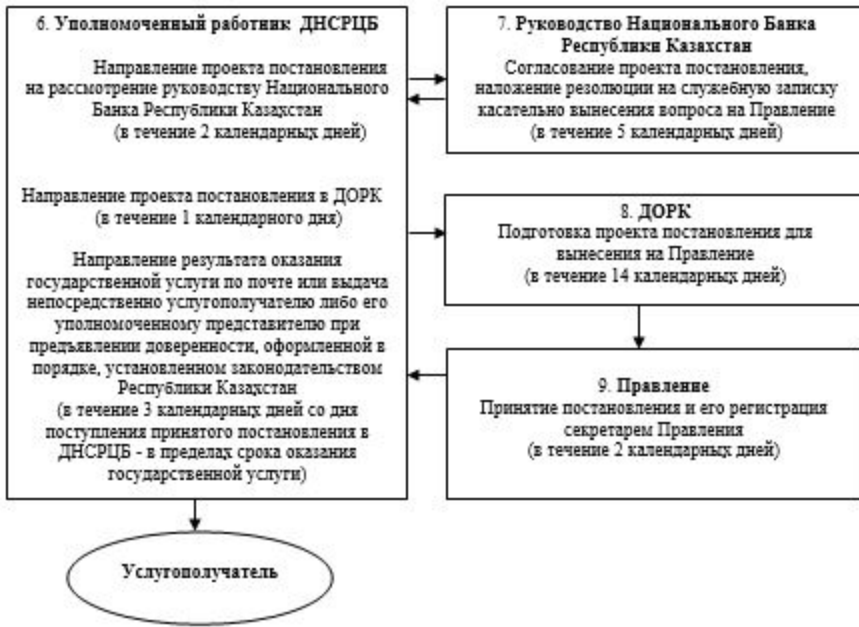 6. Уполномоченный работник ДНСРЦБ
Направление проекта постановления
на рассмотрение руководству Национального
Банка Республики Казахстан
(в течение 2 календарных дней)
Направление проекта постановления в ДОРК
(в течение 1 календарного дня)
Направление результата оказания
государственной услуги по почте или выдача
непосредственно услугополучателю либо его
уполномоченному представителю при
предъявлении доверенности, оформленной в
порядке, установленном законодательством
Республики Казахстан
(в течение 3 календарных дней со дня
поступления принятого постановления в
ДНСРЦБ - в пределах срока оказания
государственной услуги)
7. Руководство Национального Банка
Республики Казахстан
Согласование проекта постановления,
наложение резолюции на служебную записку
касательно вынесения вопроса на Правление
(в течение 5 календарных дней)
8. ДОРК
Подготовка проекта постановления для
вынесения на Правление
(в течение 14 календарных дней)
9. Правление
Принятие постановления и его регистрация
секретарем Правления
(в течение 2 календарных дней)
Услугополучатель